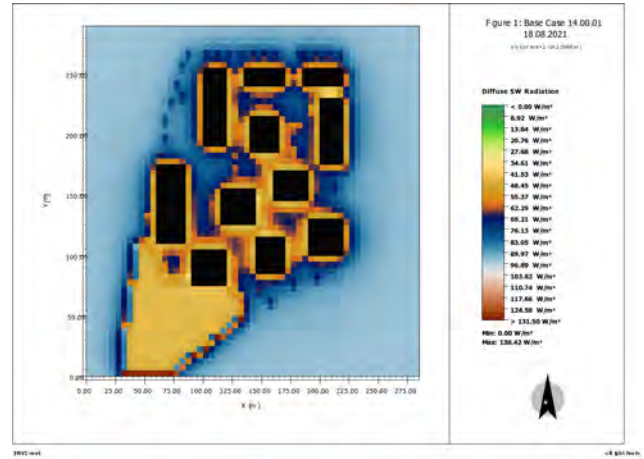 Figure 1: Base Case 14.00.01
18.08.2021
Diffuse SW Radiation
< 0.00 W/m²
6.92 W/m²
13.84 W/m²
20.76 W/m²
27.68 W/m²
34.61 W/m²
41.53 W/m²
48.45 W/m²
55.37 W/m²
62.29 W/m²
69.21 W/m²
76.13 W/m²
83.05 W/m²
89.97 W/m²
96.89 W/m²
103.82 W/m²
110.74 W/m²
117.66 W/m²
124.58 W/m²
> 131.50 W/m²
Min: 0.00 W/m²
Max: 138.42 W/m²
250.00
200.00
150.00
Y (m)
100.00
50.00
0.00
0.00 25.00 50.00 75.00 100.00 125.00 150.00 175.00 200.00 225.00 250.00 275.00
X (m)